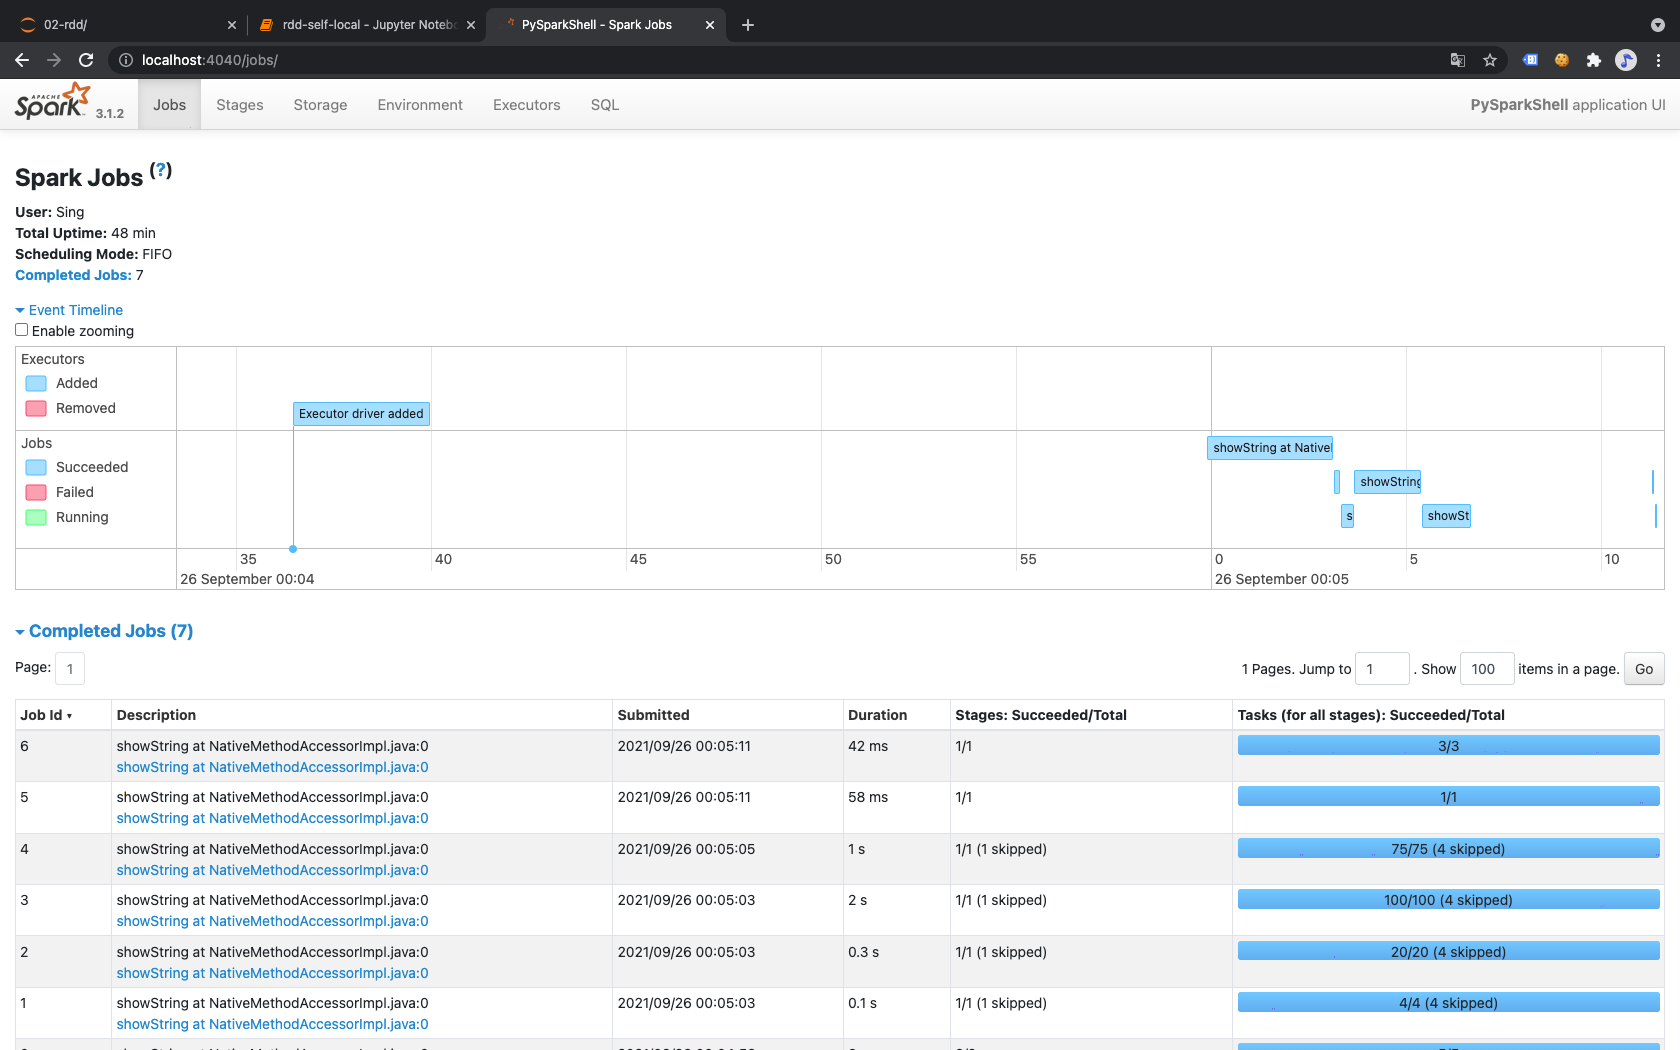 02-rdd/
rdd-self-local - Jupyter Noteb
PySparkShell - Spark Jobs
localhost:4040/jobs/
APACHE
Spark 3.1.2
Jobs
Stages
Storage
Environment
Executors
SQL
PySparkShell application UI
Spark Jobs (?)
User: Sing
Total Uptime: 48 min
Scheduling Mode: FIFO
Completed Jobs: 7
Event Timeline
Enable zooming
Executors
Added
Removed
Executor driver added
Jobs
Succeeded
Failed
Running
showString at Native
showString
s
showSt
35 40 45 50 55 0 5 10
26 September 00:04 26 September 00:05
Completed Jobs (7)
Page: 1
1 Pages. Jump to 1 . Show 100 items in a page. Go
Job Id ▾ Description Submitted Duration Stages: Succeeded/Total Tasks (for all stages): Succeeded/Total
6 showString at NativeMethodAccessorImpl.java:0 2021/09/26 00:05:11 42 ms 1/1 3/3
showString at NativeMethodAccessorImpl.java:0
5 showString at NativeMethodAccessorImpl.java:0 2021/09/26 00:05:11 58 ms 1/1 1/1
showString at NativeMethodAccessorImpl.java:0
4 showString at NativeMethodAccessorImpl.java:0 2021/09/26 00:05:05 1 s 1/1 (1 skipped) 75/75 (4 skipped)
showString at NativeMethodAccessorImpl.java:0
3 showString at NativeMethodAccessorImpl.java:0 2021/09/26 00:05:03 2 s 1/1 (1 skipped) 100/100 (4 skipped)
showString at NativeMethodAccessorImpl.java:0
2 showString at NativeMethodAccessorImpl.java:0 2021/09/26 00:05:03 0.3 s 1/1 (1 skipped) 20/20 (4 skipped)
showString at NativeMethodAccessorImpl.java:0
1 showString at NativeMethodAccessorImpl.java:0 2021/09/26 00:05:03 0.1 s 1/1 (1 skipped) 4/4 (4 skipped)
showString at NativeMethodAccessorImpl.java:0